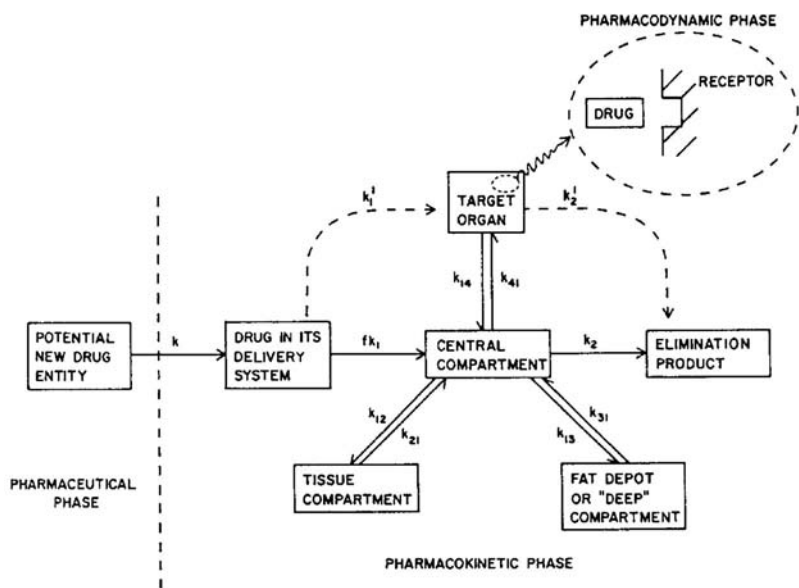 PHARMACODYNAMIC PHASE
RECEPTOR
DRUG
TARGET
ORGAN
k¹₁
k¹₂
k₁₄
k₄₁
POTENTIAL
NEW DRUG
ENTITY
k
DRUG IN ITS
DELIVERY
SYSTEM
fk₁
CENTRAL
COMPARTMENT
k₂
ELIMINATION
PRODUCT
k₁₂
k₂₁
k₃₁
k₁₃
TISSUE
COMPARTMENT
FAT DEPOT
OR "DEEP"
COMPARTMENT
PHARMACEUTICAL
PHASE
PHARMACOKINETIC PHASE